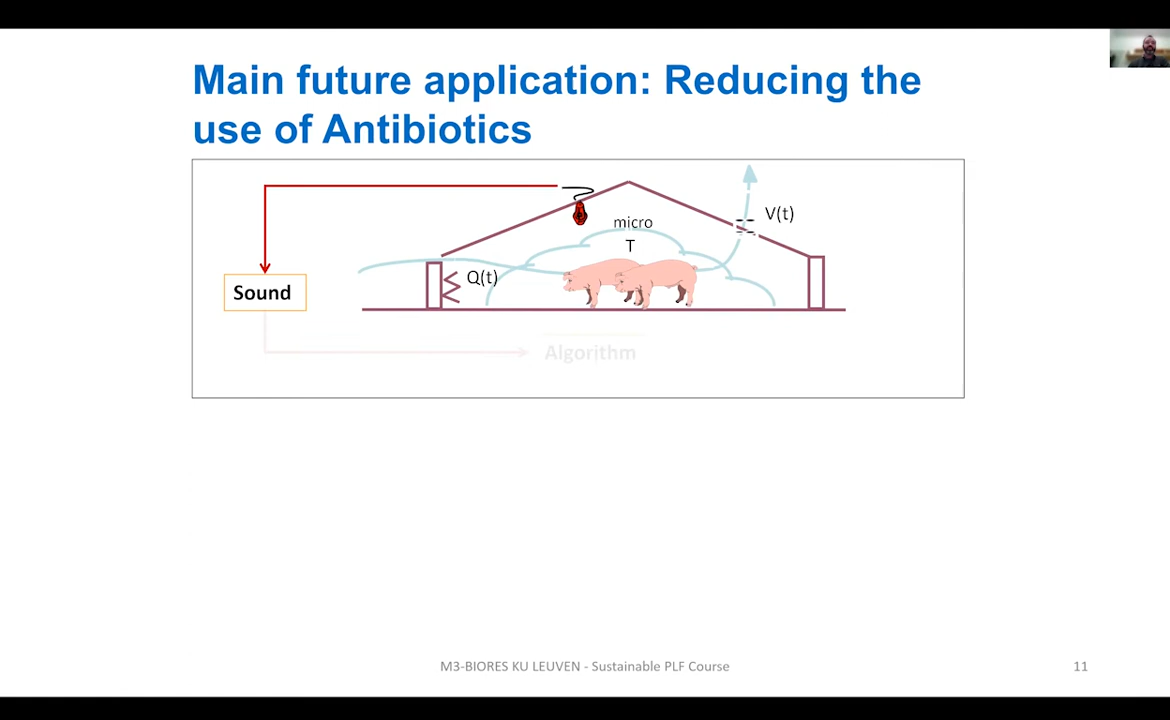 Main future application: Reducing the
use of Antibiotics
micro
T
V(t)
Q(t)
Sound
Algorithm
M3-BIORES KU LEUVEN - Sustainable PLF Course
11